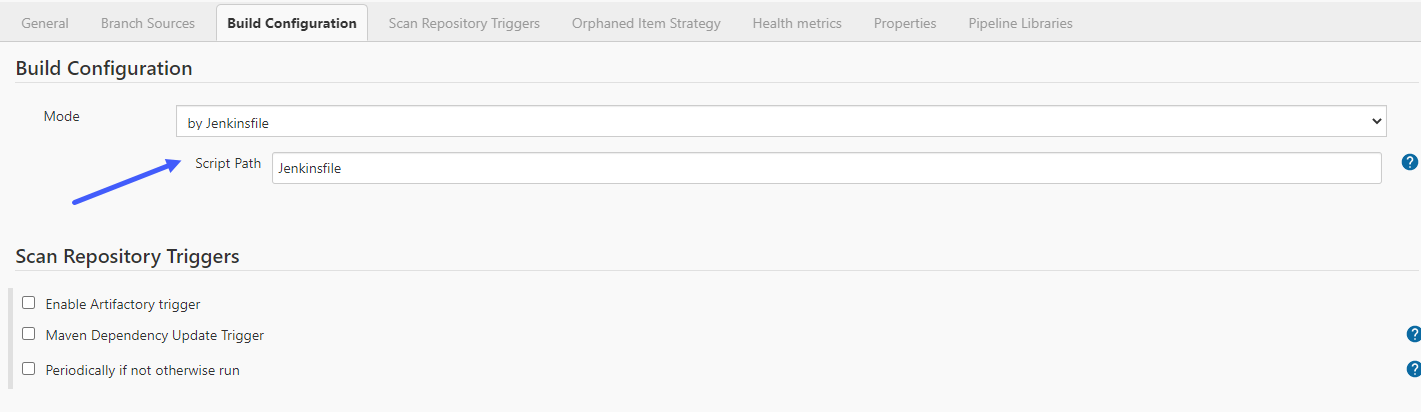 General Branch Sources Build Configuration Scan Repository Triggers Orphaned Item Strategy Health metrics Properties Pipeline Libraries
Build Configuration
Mode by Jenkinsfile
Script Path Jenkinsfile ?
Scan Repository Triggers
Enable Artifactory trigger
Maven Dependency Update Trigger ?
Periodically if not otherwise run ?